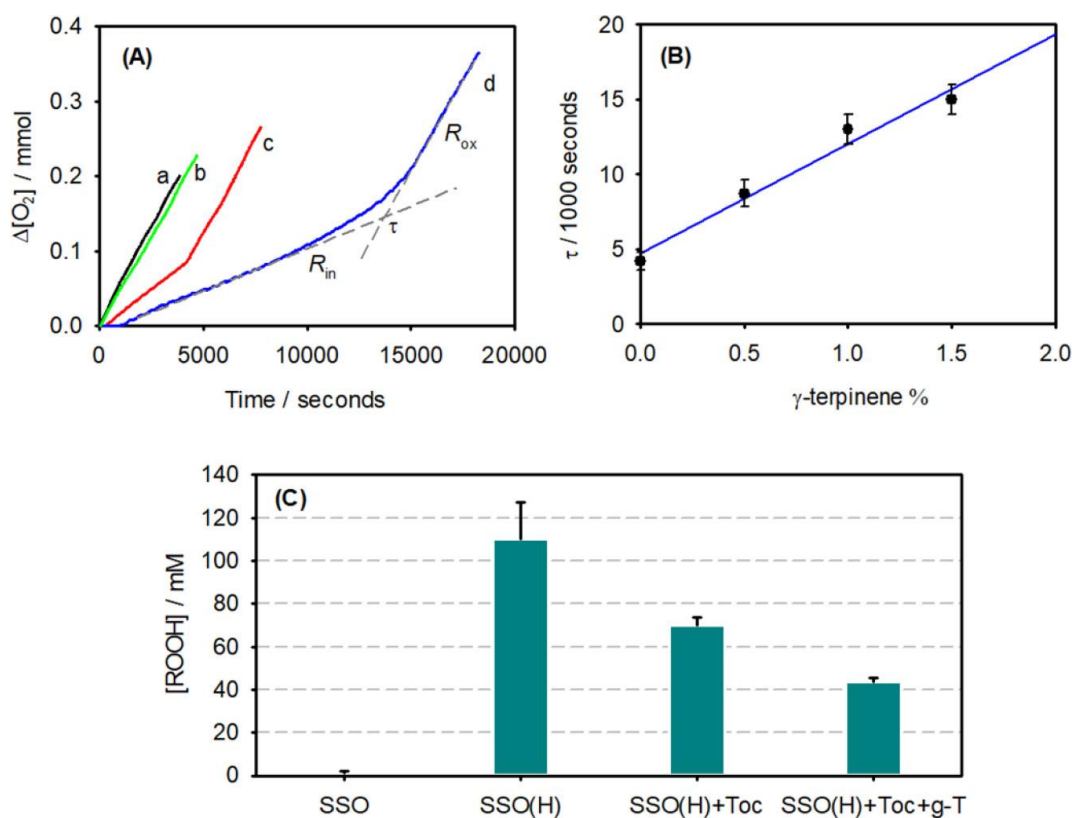 (A)
Δ[O₂] / mmol
0.4
0.3
0.2
0.1
0.0
a
b
c
d
R_ox
τ
R_in
0 5000 10000 15000 20000
Time / seconds
(B)
τ / 1000 seconds
20
15
10
5
0
0.0 0.5 1.0 1.5 2.0
γ-terpinene %
(C)
[ROOH] / mM
140
120
100
80
60
40
20
0
SSO SSO(H) SSO(H)+Toc SSO(H)+Toc+g-T